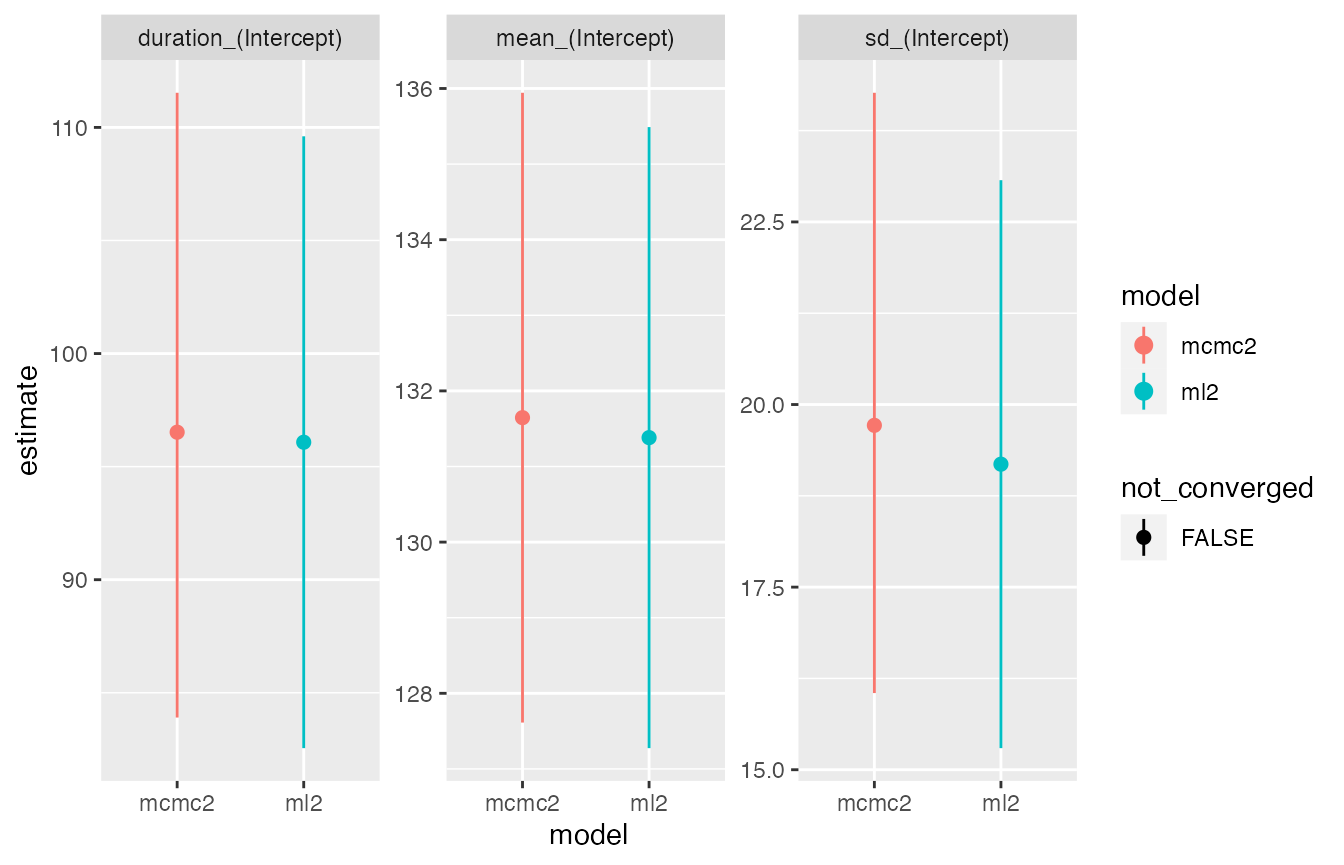 duration_(Intercept)
mean_(Intercept)
sd_(Intercept)
estimate
110
100
90
136
134
132
130
128
22.5
20.0
17.5
15.0
mcmc2
ml2
mcmc2
ml2
mcmc2
ml2
model
model
mcmc2
ml2
not_converged
FALSE